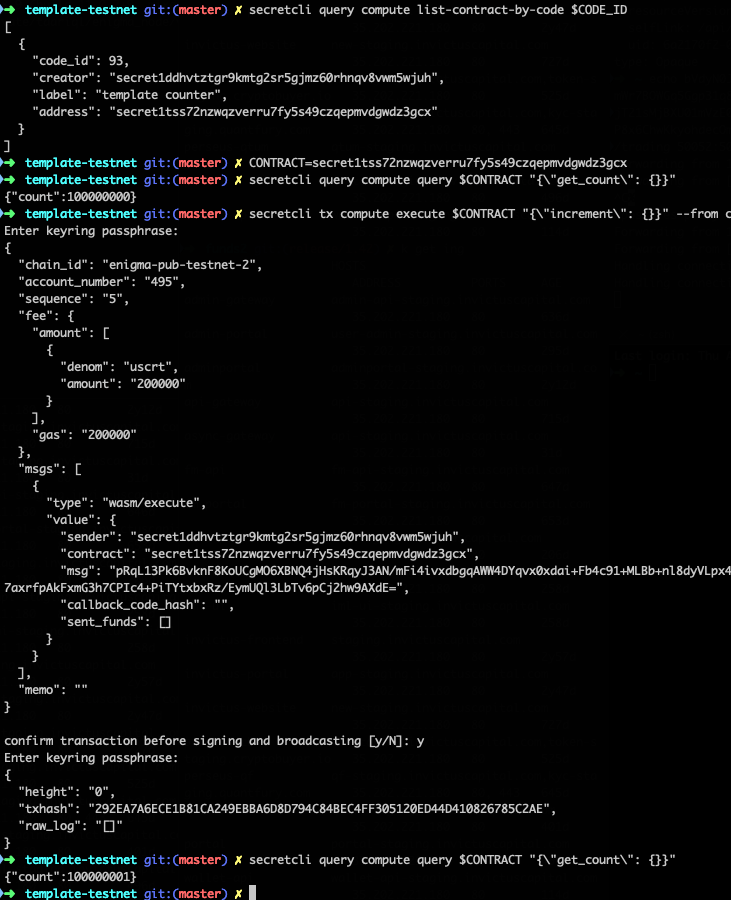 ➜ template-testnet git:(master) ✗ secretcli query compute list-contract-by-code $CODE_ID
[
  {
    "code_id": 93,
    "creator": "secret1ddhvtztgr9kmtg2sr5gjmz60rhnqv8vwm5wjuh",
    "label": "template counter",
    "address": "secret1tss72nzwqzverru7fy5s49czqepmvdgwdz3gcx"
  }
]
➜ template-testnet git:(master) ✗ CONTRACT=secret1tss72nzwqzverru7fy5s49czqepmvdgwdz3gcx
➜ template-testnet git:(master) ✗ secretcli query compute query $CONTRACT "{\"get_count\": {}}"
{"count":100000000}
➜ template-testnet git:(master) ✗ secretcli tx compute execute $CONTRACT "{\"increment\": {}}" --from c
Enter keyring passphrase:
{
  "chain_id": "enigma-pub-testnet-2",
  "account_number": "495",
  "sequence": "5",
  "fee": {
    "amount": [
      {
        "denom": "uscrt",
        "amount": "200000"
      }
    ],
    "gas": "200000"
  },
  "msgs": [
    {
      "type": "wasm/execute",
      "value": {
        "sender": "secret1ddhvtztgr9kmtg2sr5gjmz60rhnqv8vwm5wjuh",
        "contract": "secret1tss72nzwqzverru7fy5s49czqepmvdgwdz3gcx",
        "msg": "pRqL13Pk6BvknF8KoUCgMO6XBNQ4jHsKRqyJ3AN/mFi4ivxdbgqAWW4DYqvx0xdai+Fb4c91+MLBb+nl8dyVLpx4
7axrfpAkFxmG3h7CPIc4+PiTYtxbxRz/EymUQl3LbTv6pCj2hw9AXdE=",
        "callback_code_hash": "",
        "sent_funds": []
      }
    }
  ],
  "memo": ""
}
confirm transaction before signing and broadcasting [y/N]: y
Enter keyring passphrase:
{
  "height": "0",
  "txhash": "292EA7A6ECE1B81CA249EBBA6D8D794C84BEC4FF305120ED44D410826785C2AE",
  "raw_log": "[]"
}
➜ template-testnet git:(master) ✗ secretcli query compute query $CONTRACT "{\"get_count\": {}}"
{"count":100000001}
➜ template-testnet git:(master) ✗